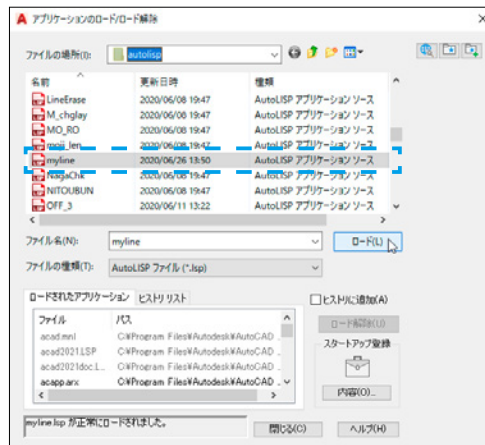 アプリケーションのロード/ロード解除
ファイルの場所(I): autolisp
名前 更新日時 種類
LineErase 2020/06/08 19:47 AutoLISP アプリケーション ソース
M_chglay 2020/06/08 19:47 AutoLISP アプリケーション ソース
MO_RO 2020/06/08 19:47 AutoLISP アプリケーション ソース
moji_len 2020/06/08 19:47 AutoLISP アプリケーション ソース
myline 2020/06/26 13:50 AutoLISP アプリケーション ソース
NagaChk 2020/06/08 19:47 AutoLISP アプリケーション ソース
NITOUBUN 2020/06/08 19:47 AutoLISP アプリケーション ソース
OFF_3 2020/06/11 13:22 AutoLISP アプリケーション ソース
ファイル名(N): myline ロード(L)
ファイルの種類(T): AutoLISP ファイル (*.lsp)
ロードされたアプリケーション ヒストリ リスト ヒストリに追加(A)
ファイル パス ロード解除(U)
acad.mnl C:¥Program Files¥Autodesk¥AutoCAD ...
acad2021.LSP C:¥Program Files¥Autodesk¥AutoCAD ...
スタートアップ登録
acad2021doc.l... C:¥Program Files¥Autodesk¥AutoCAD ...
acapp.arx C:¥Program Files¥Autodesk¥AutoCAD ...
内容(O)...
myline.lsp が正常にロードされました。 閉じる(C) ヘルプ(H)